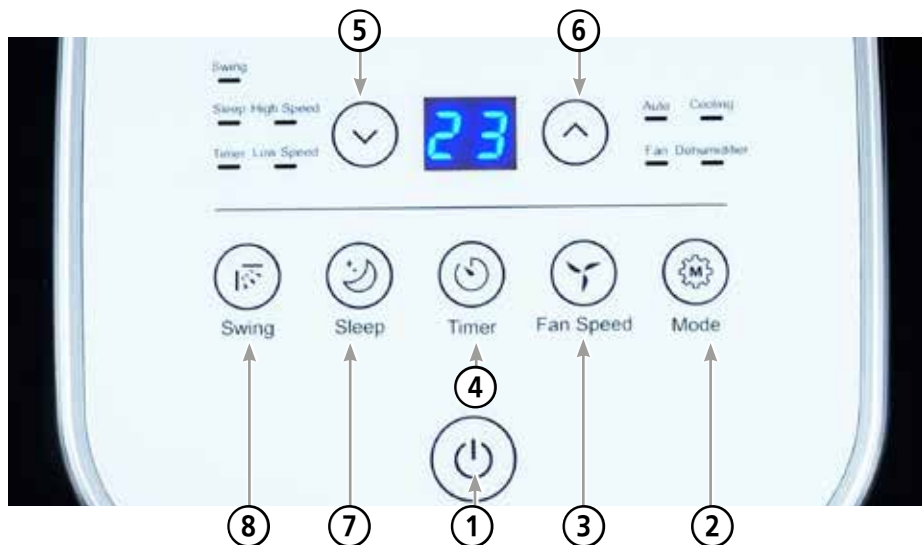 5 6
Swing
Sleep High Speed
Timer Low Speed
23
Auto Cooling
Fan Dehumidifier
Swing Sleep Timer Fan Speed Mode
M
4
8 7 1 3 2